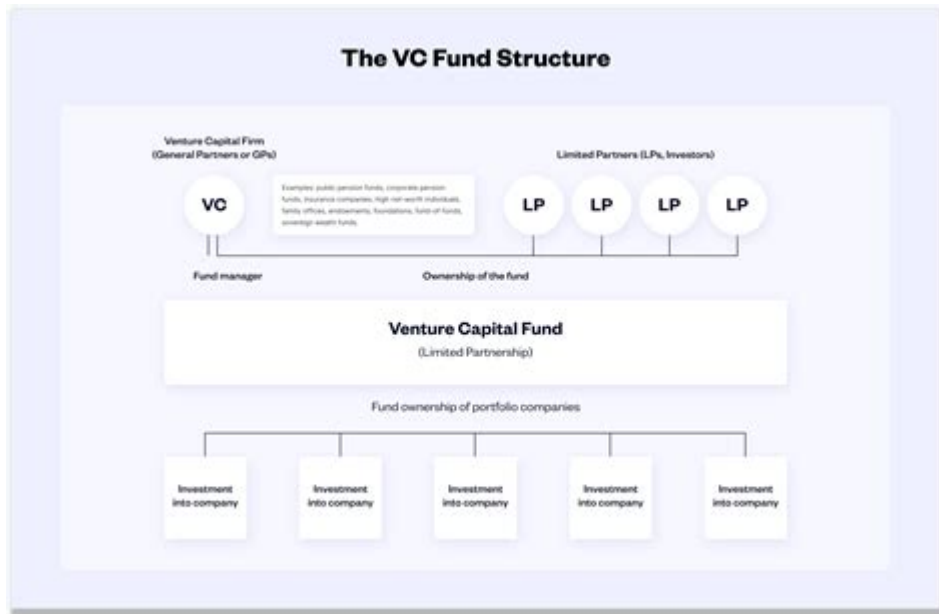 The VC Fund Structure
Venture Capital Firm
(General Partners or GPs)
Limited Partners (LPs, Investors)
VC
Examples: public pension funds, corporate pension
funds, insurance companies, high net-worth individuals,
family offices, endowments, foundations, fund-of-funds,
sovereign wealth funds.
LP
LP
LP
LP
Fund manager
Ownership of the fund
Venture Capital Fund
(Limited Partnership)
Fund ownership of portfolio companies
Investment
into company
Investment
into company
Investment
into company
Investment
into company
Investment
into company